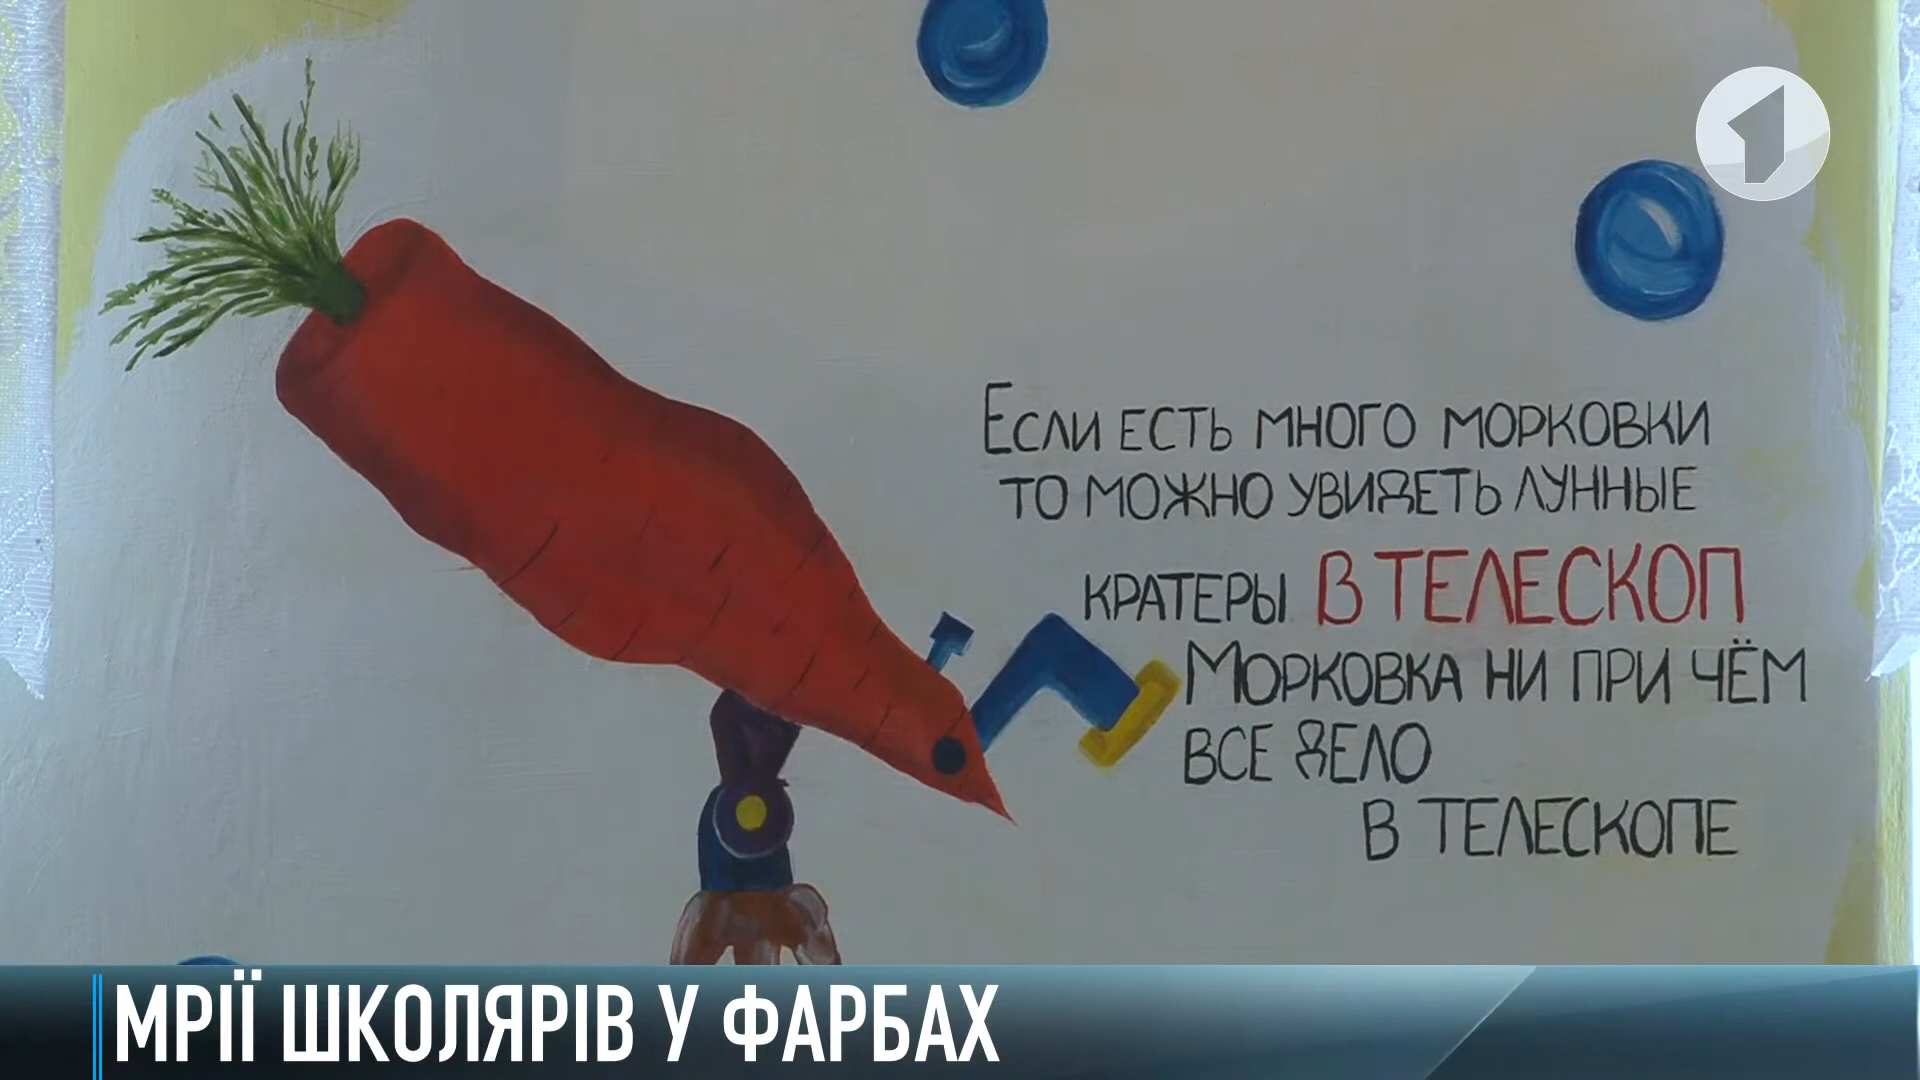 Если есть много морковки
то можно увидеть лунные
кратеры в телескоп
Морковка ни при чём
все дело
в телескопе
МРІЇ ШКОЛЯРІВ У ФАРБАХ